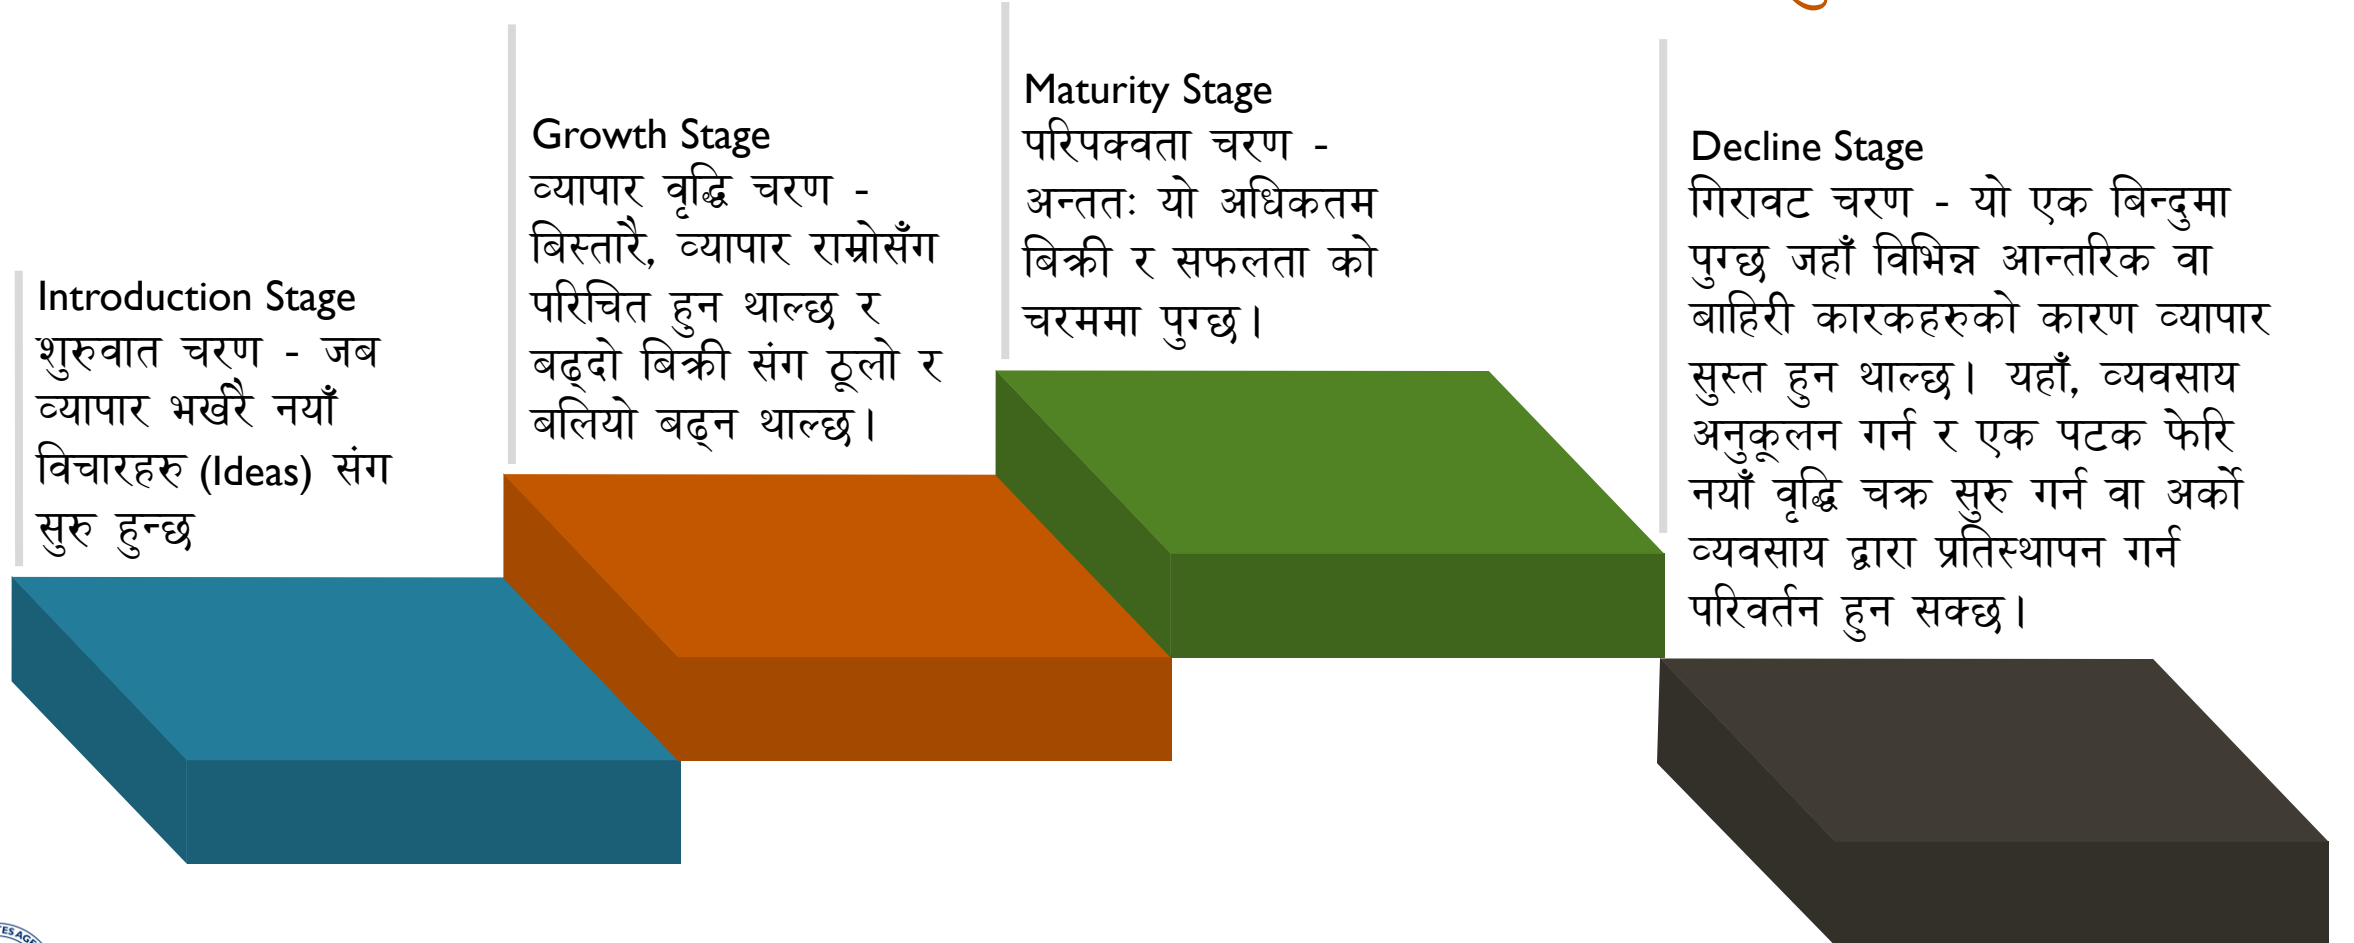 Introduction Stage
शुरुवात चरण - जब
व्यापार भर्खरै नयाँ
विचारहरु (Ideas) संग
सुरु हुन्छ
Growth Stage
व्यापार वृद्धि चरण -
बिस्तारै, व्यापार राम्रोसँग
परिचित हुन थाल्छ र
बढ्दो बिक्री संग ठूलो र
बलियो बढ्न थाल्छ।
Maturity Stage
परिपक्वता चरण -
अन्ततः यो अधिकतम
बिक्री र सफलता को
चरममा पुग्छ।
Decline Stage
गिरावट चरण - यो एक बिन्दुमा
पुग्छ जहाँ विभिन्न आन्तरिक वा
बाहिरी कारकहरुको कारण व्यापार
सुस्त हुन थाल्छ। यहाँ, व्यवसाय
अनुकूलन गर्न र एक पटक फेरि
नयाँ वृद्धि चक्र सुरु गर्न वा अर्को
व्यवसाय द्वारा प्रतिस्थापन गर्न
परिवर्तन हुन सक्छ।